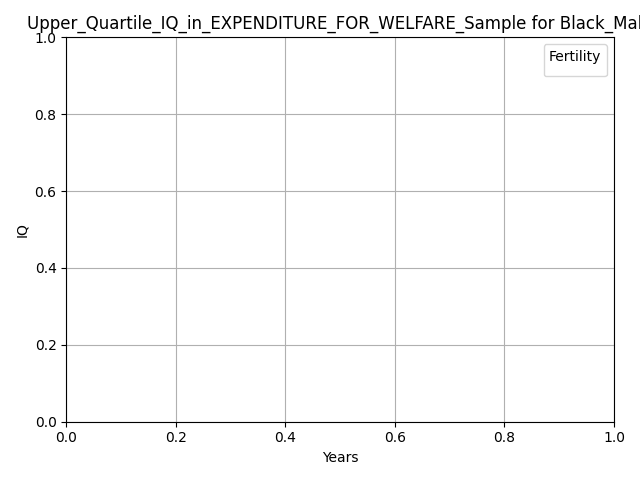 Upper_Quartile_IQ_in_EXPENDITURE_FOR_WELFARE_Sample for Black_Mal
1.0
Fertility
0.8
0.6
IQ
0.4
0.2
0.0
0.0 0.2 0.4 0.6 0.8 1.0
Years